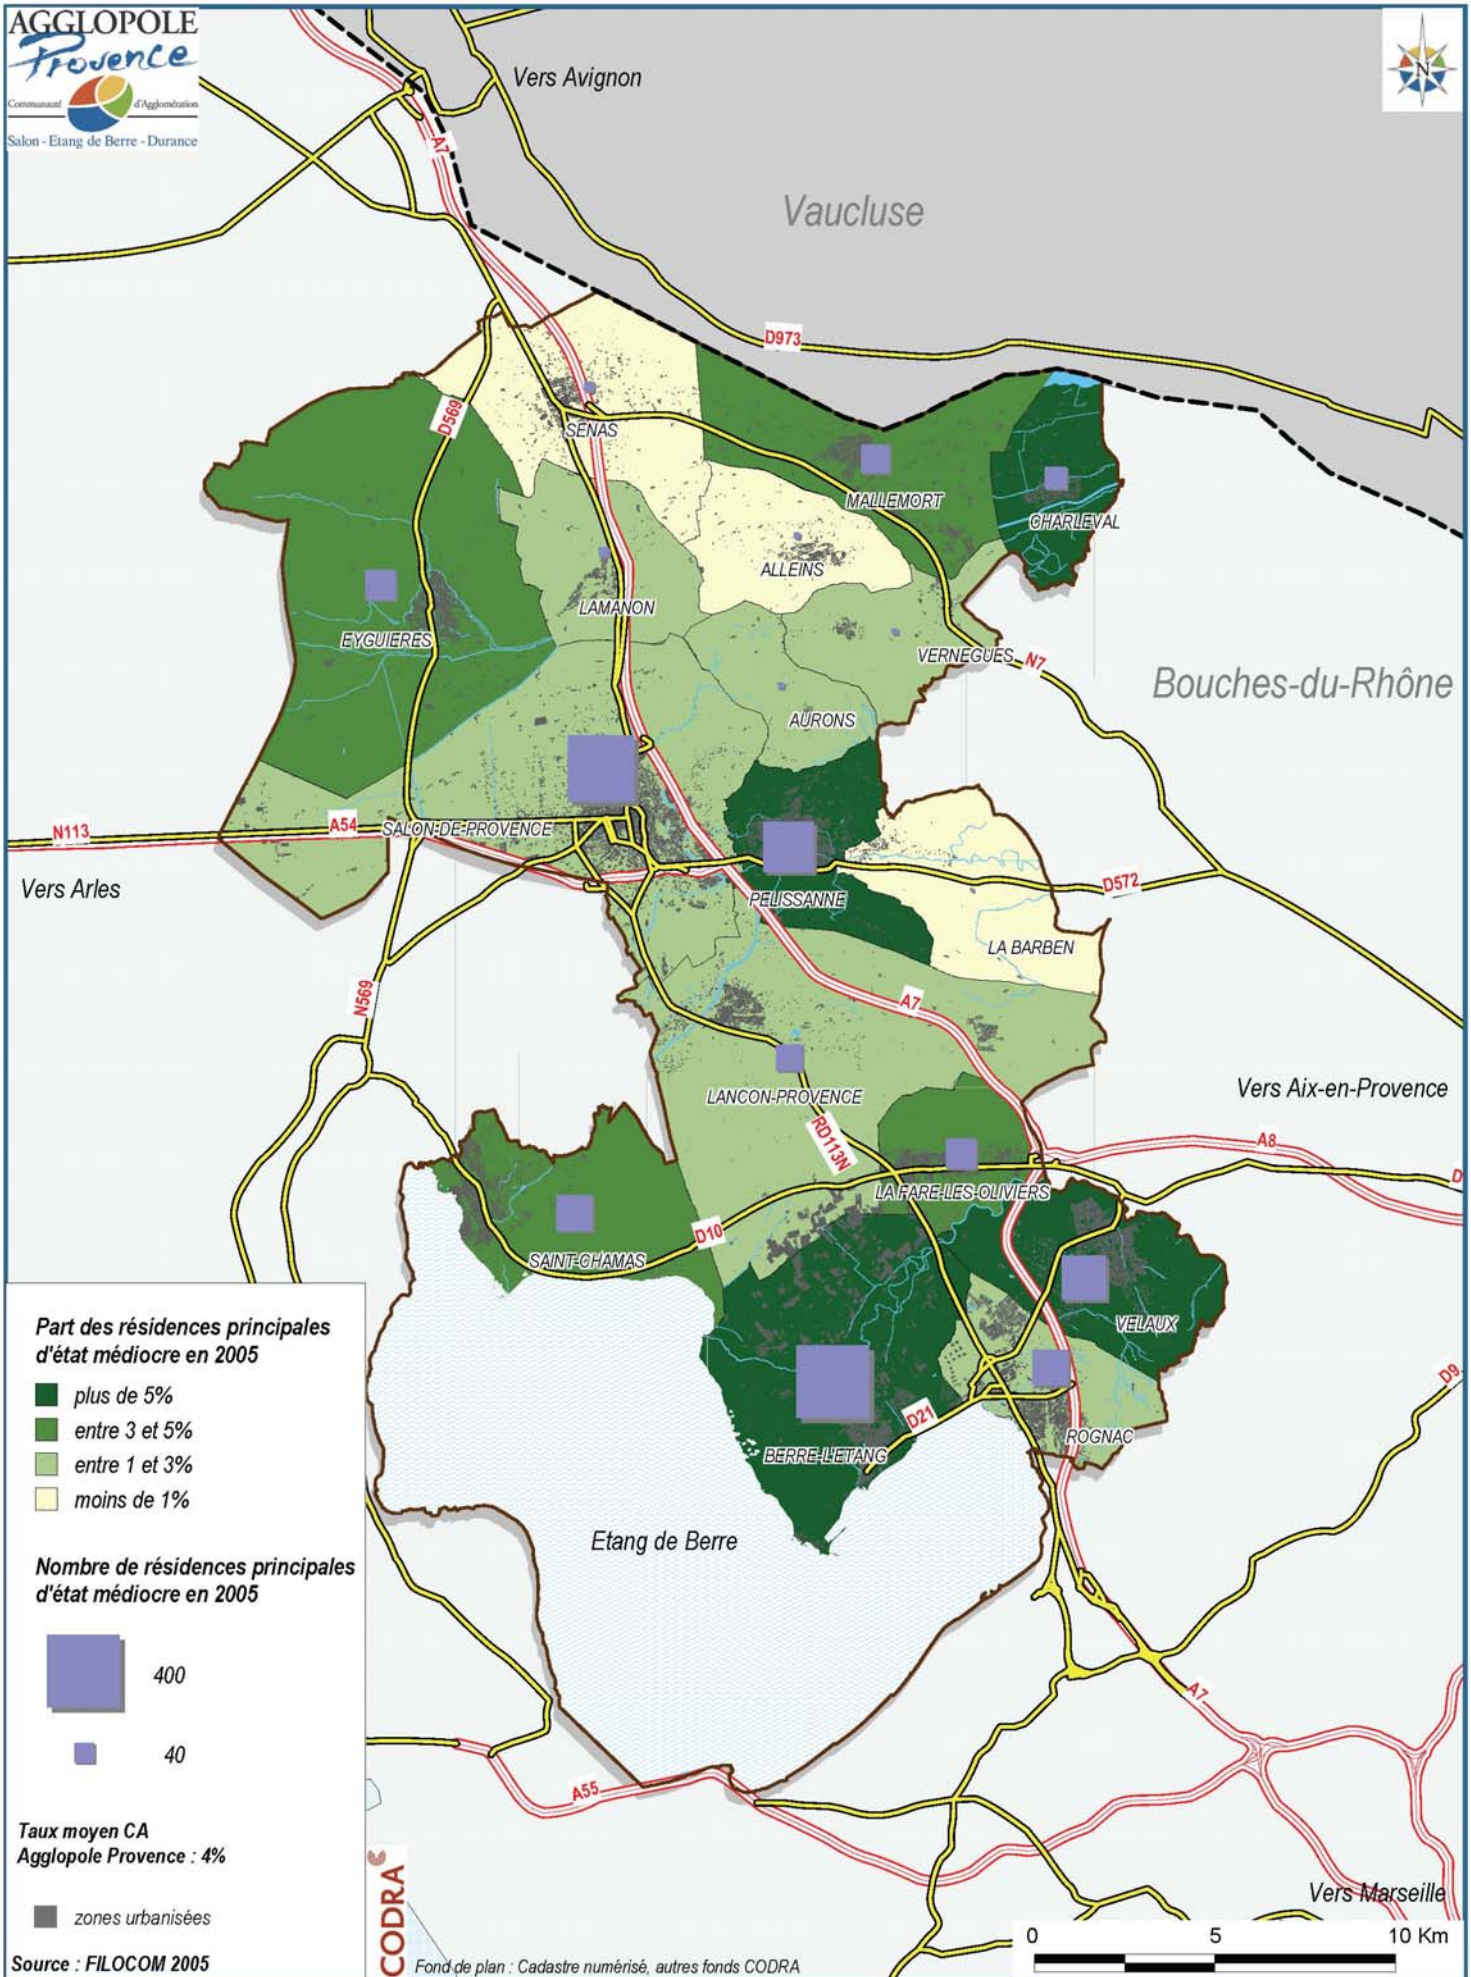 AGGLOPOLE
Provence
Communauté d'Agglomération
Salon - Etang de Berre - Durance
N
Vers Avignon
A7
Vaucluse
D973
D569
SENAS
MALLEMORT
CHARLEVAL
ALLEINS
LAMANON
EYGUIERES
VERNEGUES
N7
Bouches-du-Rhône
AURONS
N113
A54
SALON-DE-PROVENCE
Vers Arles
D572
PELISSANNE
LA BARBEN
N569
A7
LANCON-PROVENCE
Vers Aix-en-Provence
RD113N
A8
D
LA FARE-LES-OLIVIERS
D10
SAINT-CHAMAS
VELAUX
D9
D21
ROGNAC
BERRE-L'ETANG
Etang de Berre
A7
A55
Vers Marseille
Part des résidences principales
d'état médiocre en 2005
plus de 5%
entre 3 et 5%
entre 1 et 3%
moins de 1%
Nombre de résidences principales
d'état médiocre en 2005
400
40
Taux moyen CA
Agglopole Provence : 4%
zones urbanisées
Source : FILOCOM 2005
CODRA
Fond de plan : Cadastre numèrisé, autres fonds CODRA
0 5 10 Km